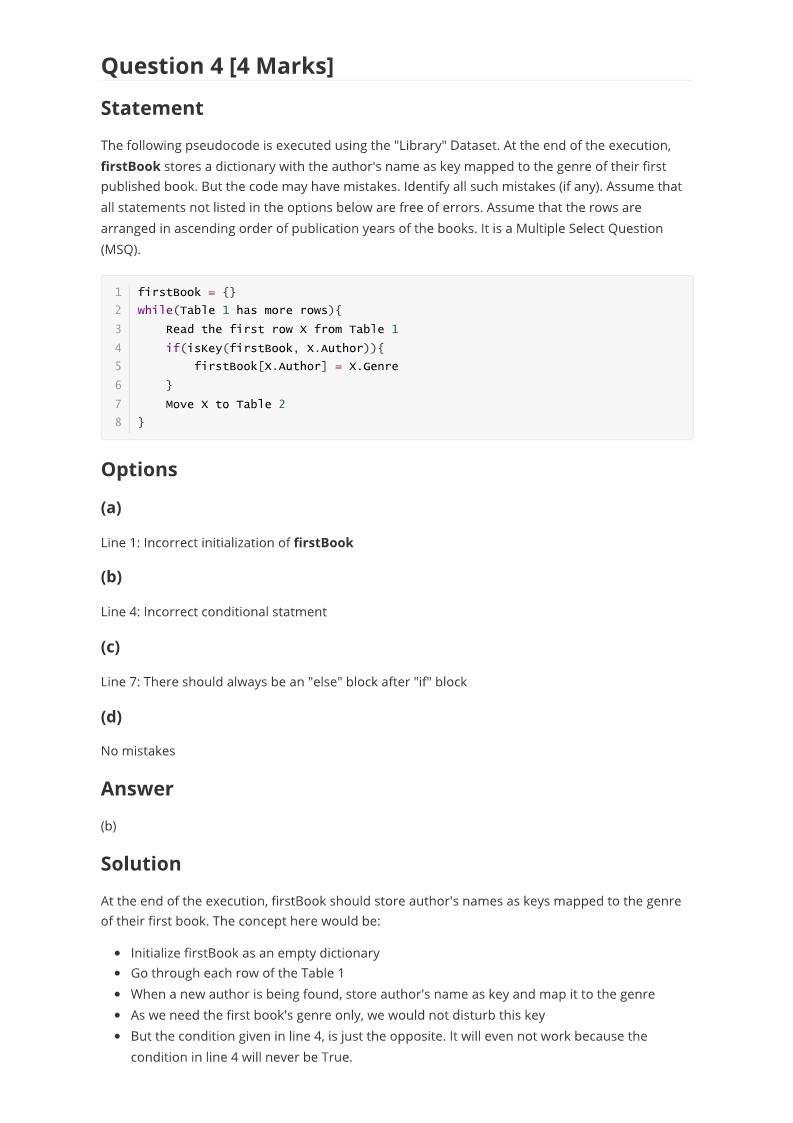 Question 4 [4 Marks]
Statement
The following pseudocode is executed using the "Library" Dataset. At the end of the execution,
firstBook stores a dictionary with the author's name as key mapped to the genre of their first
published book. But the code may have mistakes. Identify all such mistakes (if any). Assume that
all statements not listed in the options below are free of errors. Assume that the rows are
arranged in ascending order of publication years of the books. It is a Multiple Select Question
(MSQ).
1 firstBook = {}
2 while(Table 1 has more rows){
3     Read the first row X from Table 1
4     if(isKey(firstBook, X.Author)){
5         firstBook[X.Author] = X.Genre
6     }
7     Move X to Table 2
8 }
Options
(a)
Line 1: Incorrect initialization of firstBook
(b)
Line 4: Incorrect conditional statment
(c)
Line 7: There should always be an "else" block after "if" block
(d)
No mistakes
Answer
(b)
Solution
At the end of the execution, firstBook should store author's names as keys mapped to the genre
of their first book. The concept here would be:
• Initialize firstBook as an empty dictionary
• Go through each row of the Table 1
• When a new author is being found, store author's name as key and map it to the genre
• As we need the first book's genre only, we would not disturb this key
• But the condition given in line 4, is just the opposite. It will even not work because the
condition in line 4 will never be True.